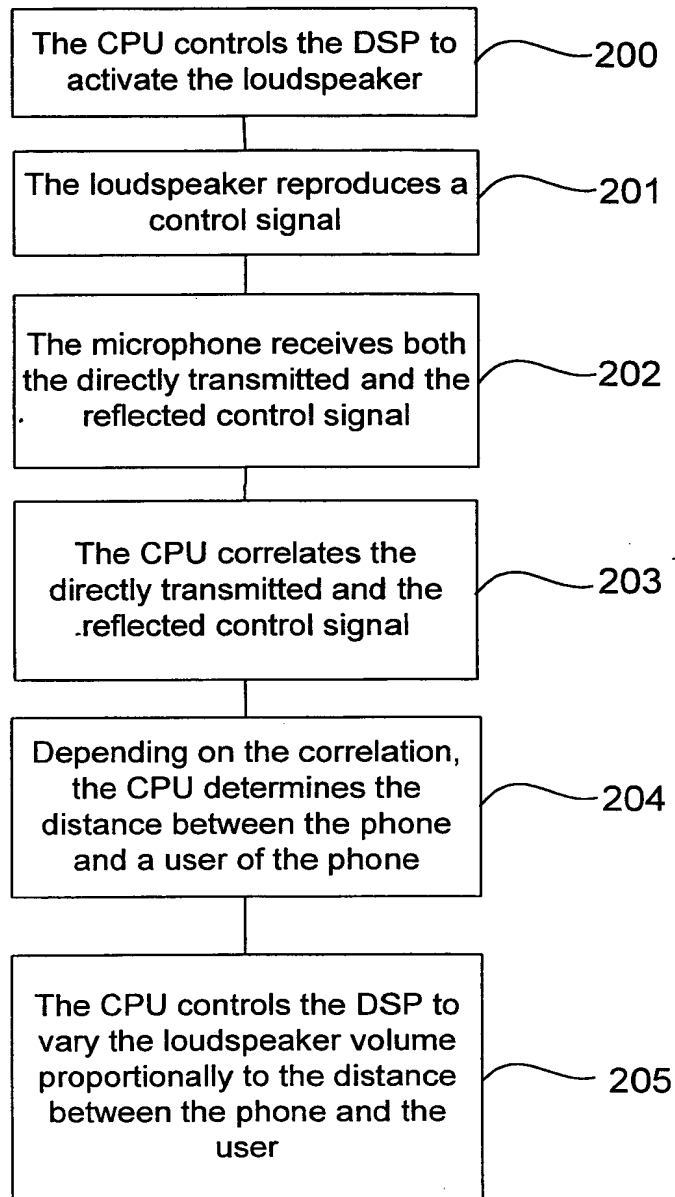 The CPU controls the DSP to
activate the loudspeaker
200
The loudspeaker reproduces a
control signal
201
The microphone receives both
the directly transmitted and the
reflected control signal
202
The CPU correlates the
directly transmitted and the
reflected control signal
203
Depending on the correlation,
the CPU determines the
distance between the phone
and a user of the phone
204
The CPU controls the DSP to
vary the loudspeaker volume
proportionally to the distance
between the phone and the
user
205